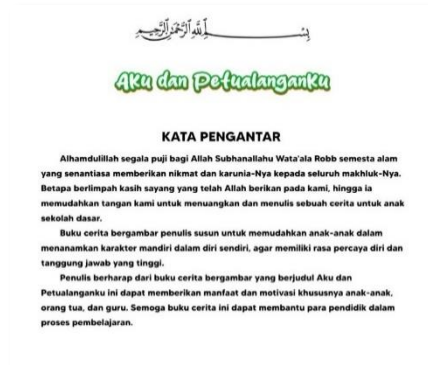 بِسْــــــمِ اللَّهِ الرَّحْمَٰنِ الرَّحِيمِ
Aku dan Petualanganku
KATA PENGANTAR
Alhamdulillah segala puji bagi Allah Subhanallahu Wata'ala Robb semesta alam
yang senantiasa memberikan nikmat dan karunia-Nya kepada seluruh makhluk-Nya.
Betapa berlimpah kasih sayang yang telah Allah berikan pada kami, hingga ia
memudahkan tangan kami untuk menuangkan dan menulis sebuah cerita untuk anak
sekolah dasar.
Buku cerita bergambar penulis susun untuk memudahkan anak-anak dalam
menanamkan karakter mandiri dalam diri sendiri, agar memiliki rasa percaya diri dan
tanggung jawab yang tinggi.
Penulis berharap dari buku cerita bergambar yang berjudul Aku dan
Petualanganku ini dapat memberikan manfaat dan motivasi khususnya anak-anak,
orang tua, dan guru. Semoga buku cerita ini dapat membantu para pendidik dalam
proses pembelajaran.